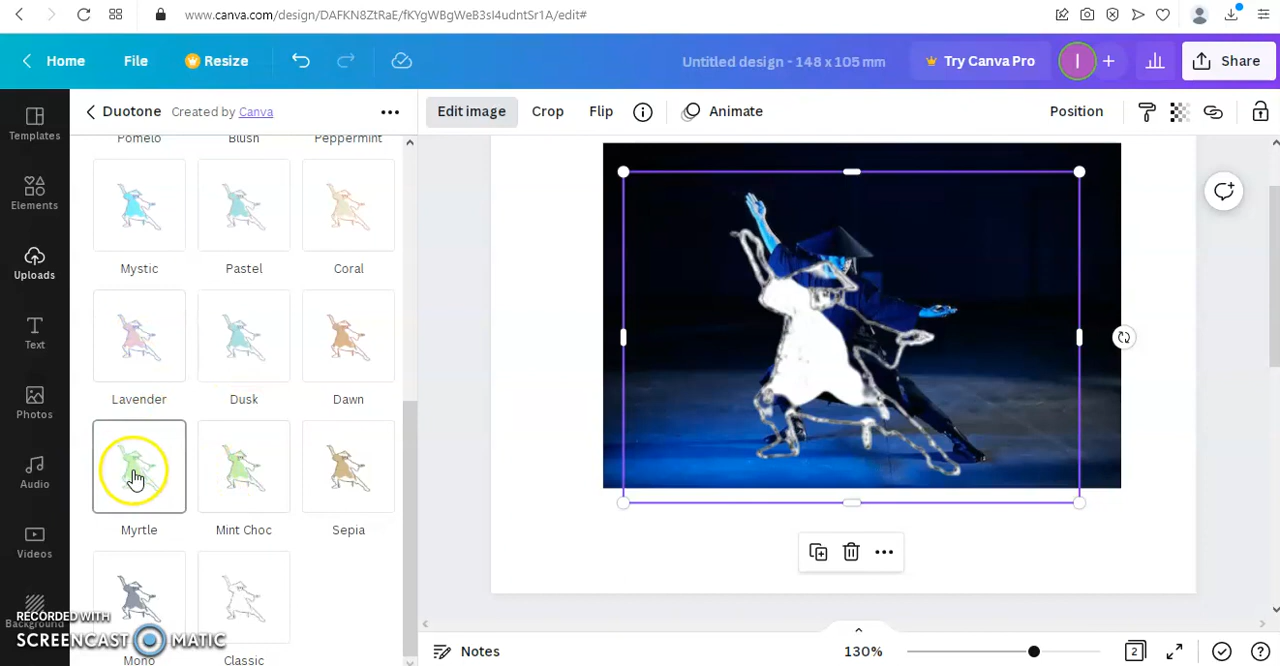 www.canva.com/design/DAFKN8ZtRaE/fKYgWBgWeB3sI4udntSr1A/edit#
Home File Resize Untitled design - 148 x 105 mm Try Canva Pro I + Share
Templates
Elements
Uploads
Text
Photos
Audio
Videos
Background
Duotone Created by Canva
Edit image Crop Flip Animate Position
Pomelo Blush Peppermint
Mystic Pastel Coral
Lavender Dusk Dawn
Myrtle Mint Choc Sepia
Mono Classic
RECORDED WITH
SCREENCAST MATIC
Notes 130% 2